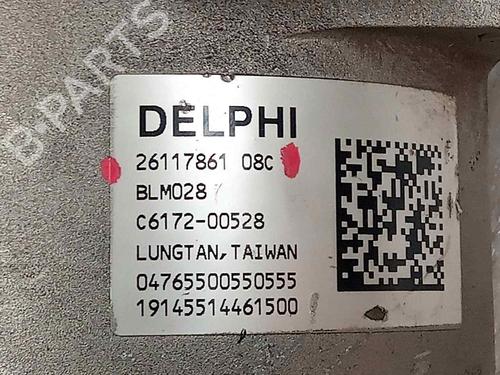 B-PARTS
DELPHI
26117861 08C
BLM028
C6172-00528
LUNGTAN, TAIWAN
04765500550555
19145514461500